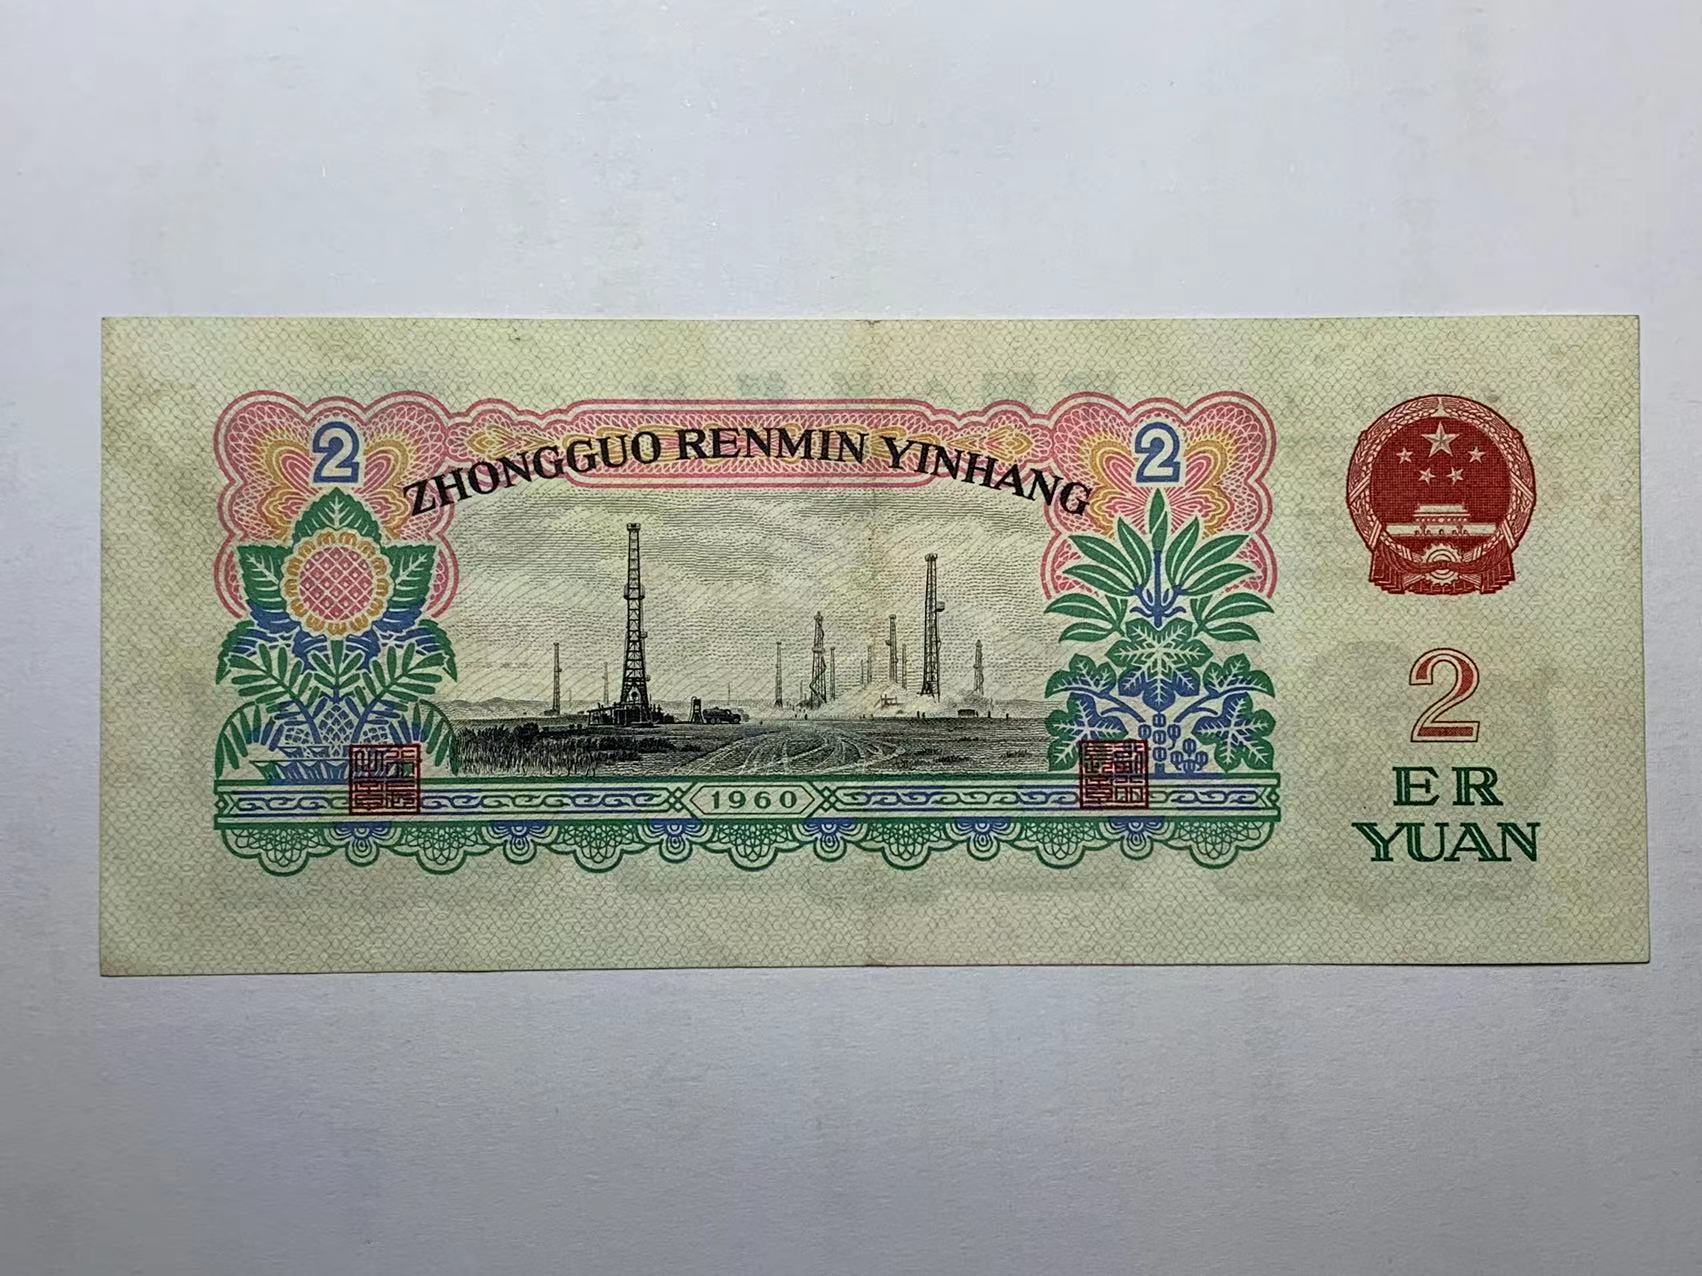 2
2
ZHONGGUO RENMIN YINHANG
1960
2
ER
YUAN